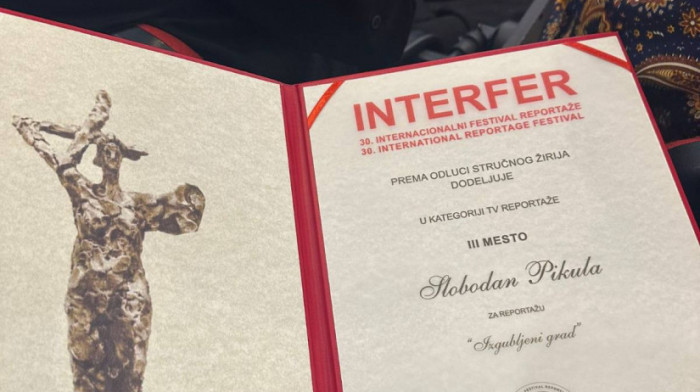 INTERFER
30. INTERNACIONALNI FESTIVAL REPORTAŽE
30. INTERNATIONAL REPORTAGE FESTIVAL
PREMA ODLUCI STRUČNOG ŽIRIJA
DODELJUJE
U KATEGORIJI TV REPORTAŽE
III MESTO
Slobodan Pikula
ZA REPORTAŽU
"Izgubljeni grad"